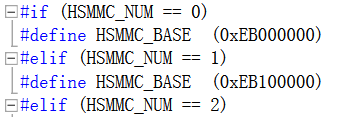 #if (HSMMC_NUM == 0)
#define HSMMC_BASE  (0xEB000000)
#elif (HSMMC_NUM == 1)
#define HSMMC_BASE  (0xEB100000)
#elif (HSMMC_NUM == 2)